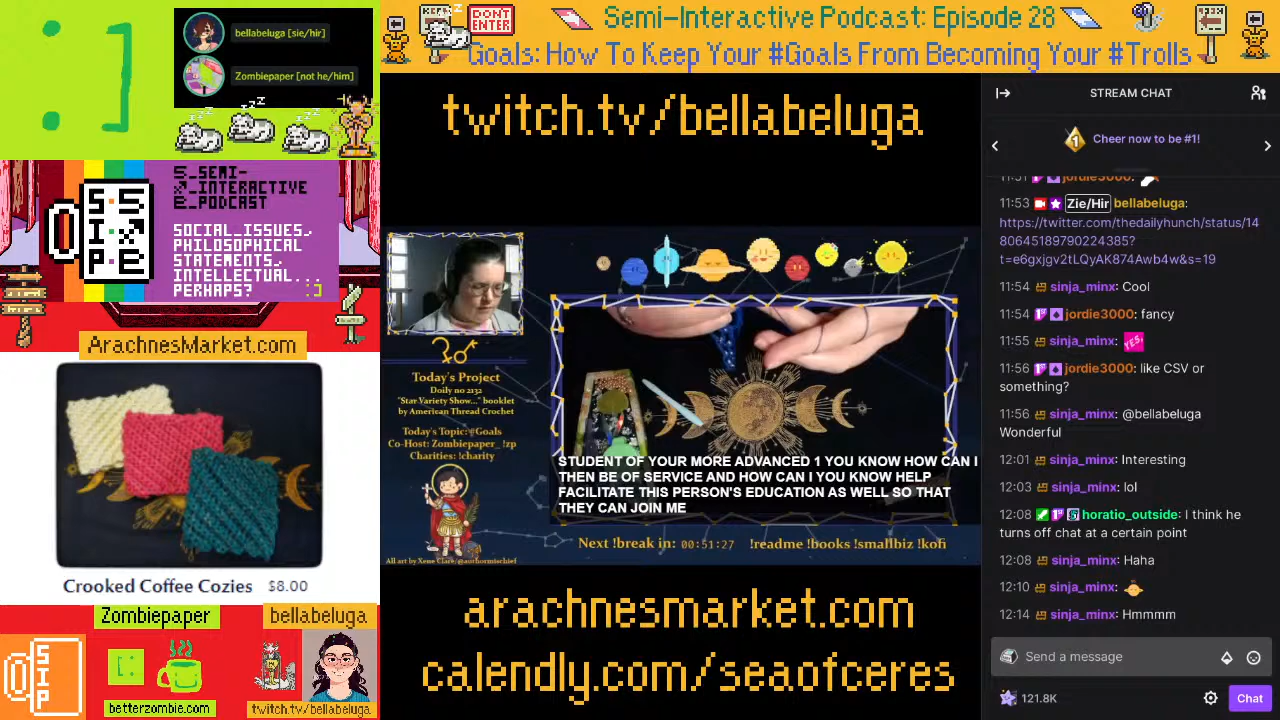 bellabeluga [sie/hir]
Zombiepaper [not he/him]
z z z
DON'T
ENTER
Semi-Interactive Podcast: Episode 28
Goals: How To Keep Your #Goals From Becoming Your #Trolls
SEMI-
INTERACTIVE
PODCAST
SOCIAL ISSUES,
PHILOSOPHICAL
STATEMENTS,
INTELLECTUAL...
PERHAPS? :]
ArachnesMarket.com
Crooked Coffee Cozies $8.00
Zombiepaper
bellabeluga
SIP
betterzombie.com
twitch.tv/bellabeluga
twitch.tv/bellabeluga
Today's Project
Doily no 2132
"Star Variety Show..." booklet
by American Thread Crochet
Today's Topic: #Goals
Co-Host: Zombiepaper_ !zp
Charities: !charity
All art by Xene Clark/@authormischief
STUDENT OF YOUR MORE ADVANCED 1 YOU KNOW HOW CAN I
THEN BE OF SERVICE AND HOW CAN I YOU KNOW HELP
FACILITATE THIS PERSON'S EDUCATION AS WELL SO THAT
THEY CAN JOIN ME
Next !break in: 00:51:27 !readme !books !smallbiz !kofi
arachnesmarket.com
calendly.com/seaofceres
STREAM CHAT
1 Cheer now to be #1!
11:51 jordie3000:
11:53 Zie/Hir bellabeluga:
https://twitter.com/thedailyhunch/status/14
80645189790224385?
t=e6gxjgv2tLQyAK874Awb4w&s=19
11:54 sinja_minx: Cool
11:54 jordie3000: fancy
11:55 sinja_minx: YES!
11:56 jordie3000: like CSV or
something?
11:56 sinja_minx: @bellabeluga
Wonderful
12:01 sinja_minx: Interesting
12:03 sinja_minx: lol
12:08 horatio_outside: I think he
turns off chat at a certain point
12:08 sinja_minx: Haha
12:10 sinja_minx:
12:14 sinja_minx: Hmmmm
Send a message
121.8K
Chat